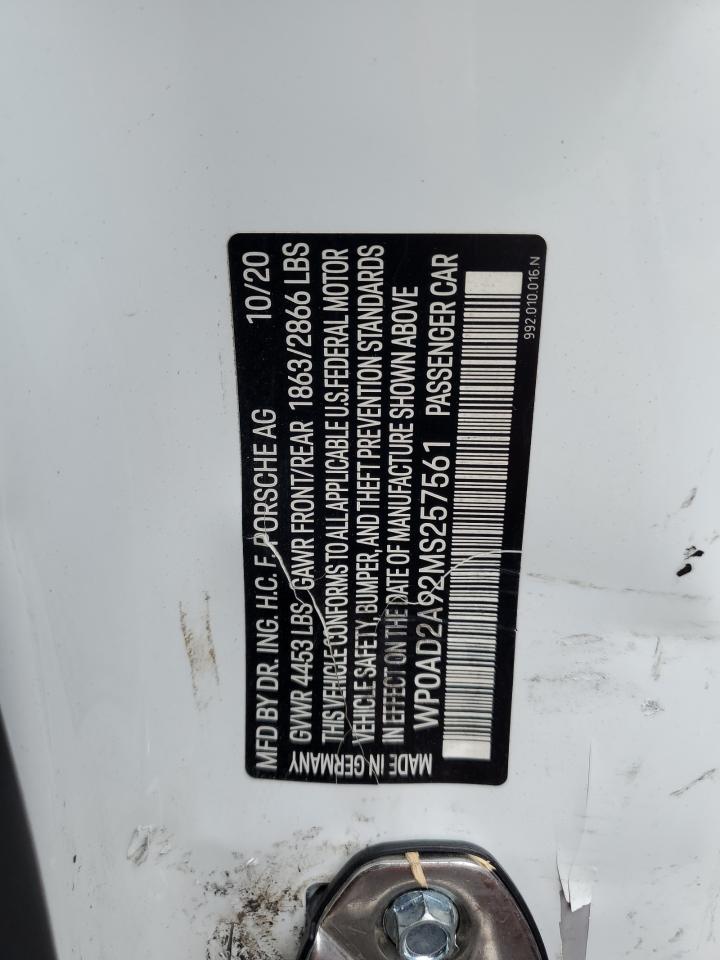 MFD BY DR. ING. H.C. F. PORSCHE AG 10/20
GVWR 4453 LBS GAWR FRONT/REAR 1863/2866 LBS
THIS VEHICLE CONFORMS TO ALL APPLICABLE U.S. FEDERAL MOTOR
VEHICLE SAFETY, BUMPER, AND THEFT PREVENTION STANDARDS
IN EFFECT ON THE DATE OF MANUFACTURE SHOWN ABOVE
MADE IN GERMANY WP0AD2A92MS257561 PASSENGER CAR
992.010.016.N